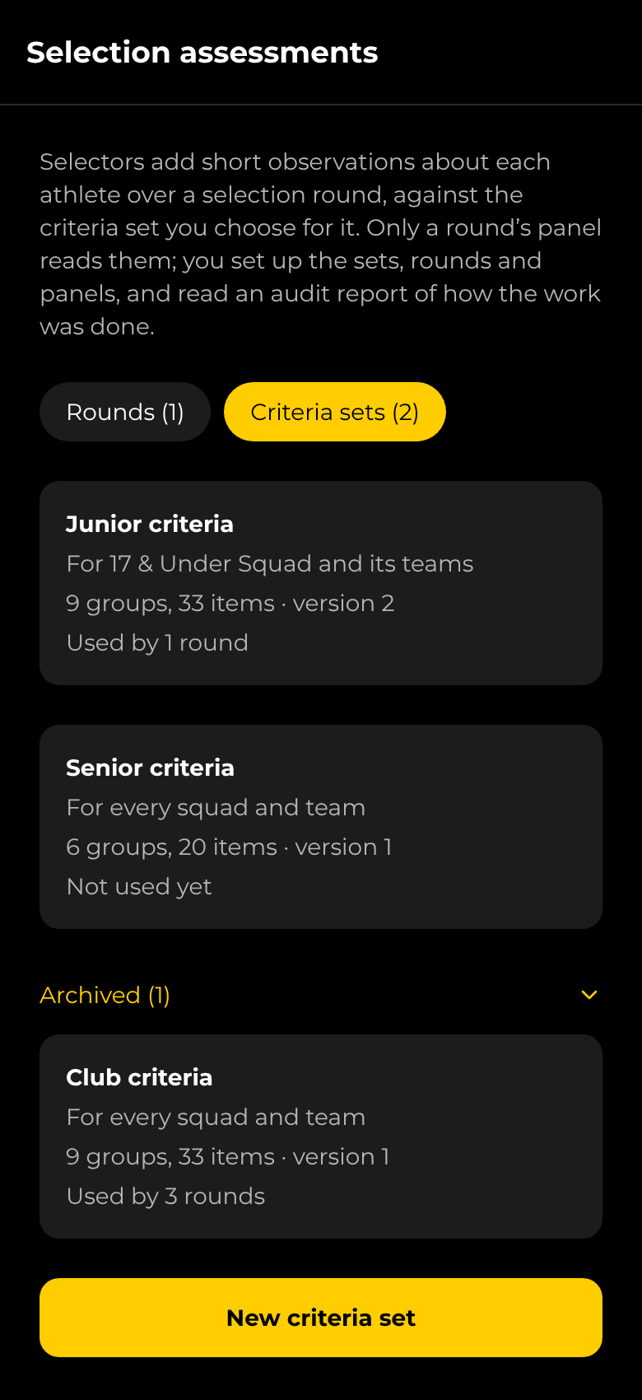 Selection assessments
Selectors add short observations about each
athlete over a selection round, against the
criteria set you choose for it. Only a round’s panel
reads them; you set up the sets, rounds and
panels, and read an audit report of how the work
was done.
Rounds (1)
Criteria sets (2)
Junior criteria
For 17 & Under Squad and its teams
9 groups, 33 items · version 2
Used by 1 round
Senior criteria
For every squad and team
6 groups, 20 items · version 1
Not used yet
Archived (1)
Club criteria
For every squad and team
9 groups, 33 items · version 1
Used by 3 rounds
New criteria set